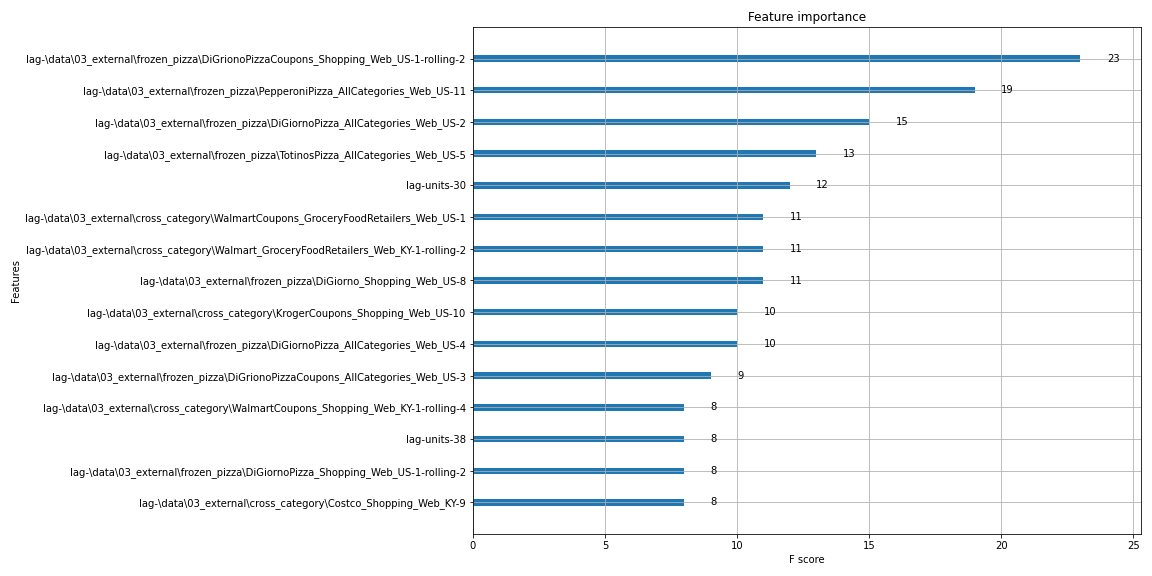 Feature importance
lag-\data\03_external\frozen_pizza\DiGrionoPizzaCoupons_Shopping_Web_US-1-rolling-2 23
lag-\data\03_external\frozen_pizza\PepperoniPizza_AllCategories_Web_US-11 19
lag-\data\03_external\frozen_pizza\DiGiornoPizza_AllCategories_Web_US-2 15
lag-\data\03_external\frozen_pizza\TotinosPizza_AllCategories_Web_US-5 13
lag-units-30 12
lag-\data\03_external\cross_category\WalmartCoupons_GroceryFoodRetailers_Web_US-1 11
lag-\data\03_external\cross_category\Walmart_GroceryFoodRetailers_Web_KY-1-rolling-2 11
lag-\data\03_external\frozen_pizza\DiGiorno_Shopping_Web_US-8 11
lag-\data\03_external\cross_category\KrogerCoupons_Shopping_Web_US-10 10
lag-\data\03_external\frozen_pizza\DiGiornoPizza_AllCategories_Web_US-4 10
lag-\data\03_external\frozen_pizza\DiGrionoPizzaCoupons_AllCategories_Web_US-3 9
lag-\data\03_external\cross_category\WalmartCoupons_Shopping_Web_KY-1-rolling-4 8
lag-units-38 8
lag-\data\03_external\frozen_pizza\DiGiornoPizza_Shopping_Web_US-1-rolling-2 8
lag-\data\03_external\cross_category\Costco_Shopping_Web_KY-9 8
Features
0 5 10 15 20 25
F score